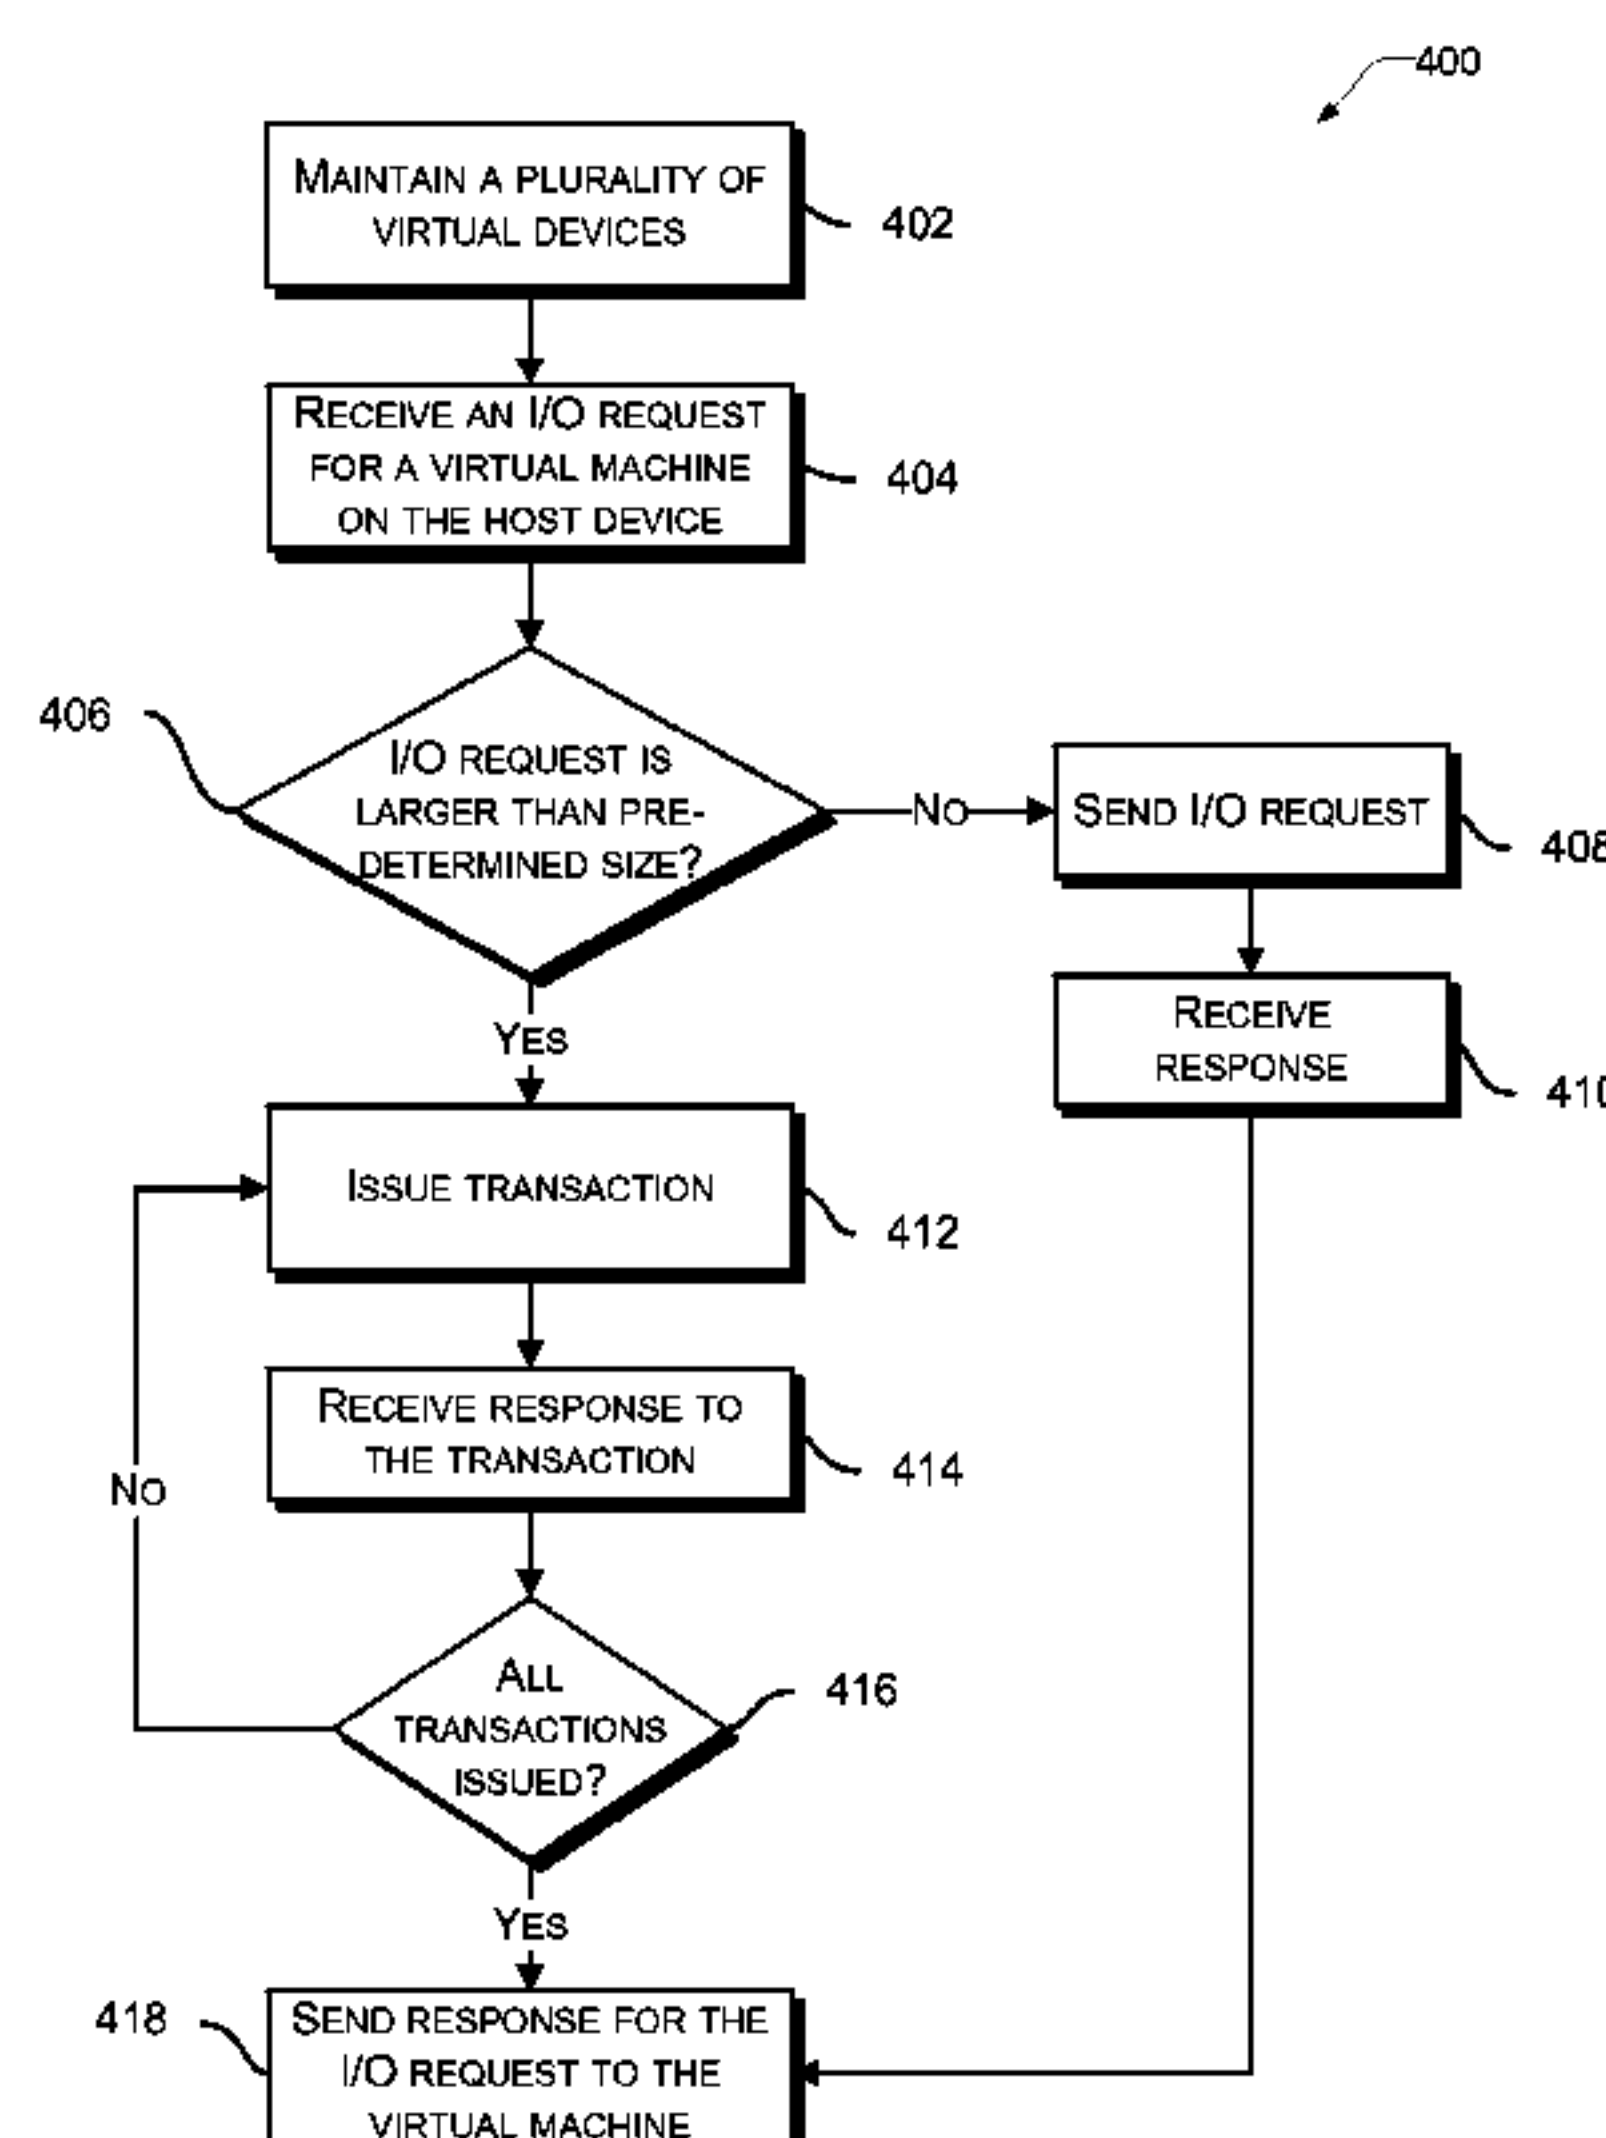 400
MAINTAIN A PLURALITY OF
VIRTUAL DEVICES
402
RECEIVE AN I/O REQUEST
FOR A VIRTUAL MACHINE
ON THE HOST DEVICE
404
406
I/O REQUEST IS
LARGER THAN PRE-
DETERMINED SIZE?
NO
SEND I/O REQUEST
408
YES
RECEIVE
RESPONSE
410
ISSUE TRANSACTION
412
RECEIVE RESPONSE TO
THE TRANSACTION
414
NO
ALL
TRANSACTIONS
ISSUED?
416
YES
418
SEND RESPONSE FOR THE
I/O REQUEST TO THE
VIRTUAL MACHINE